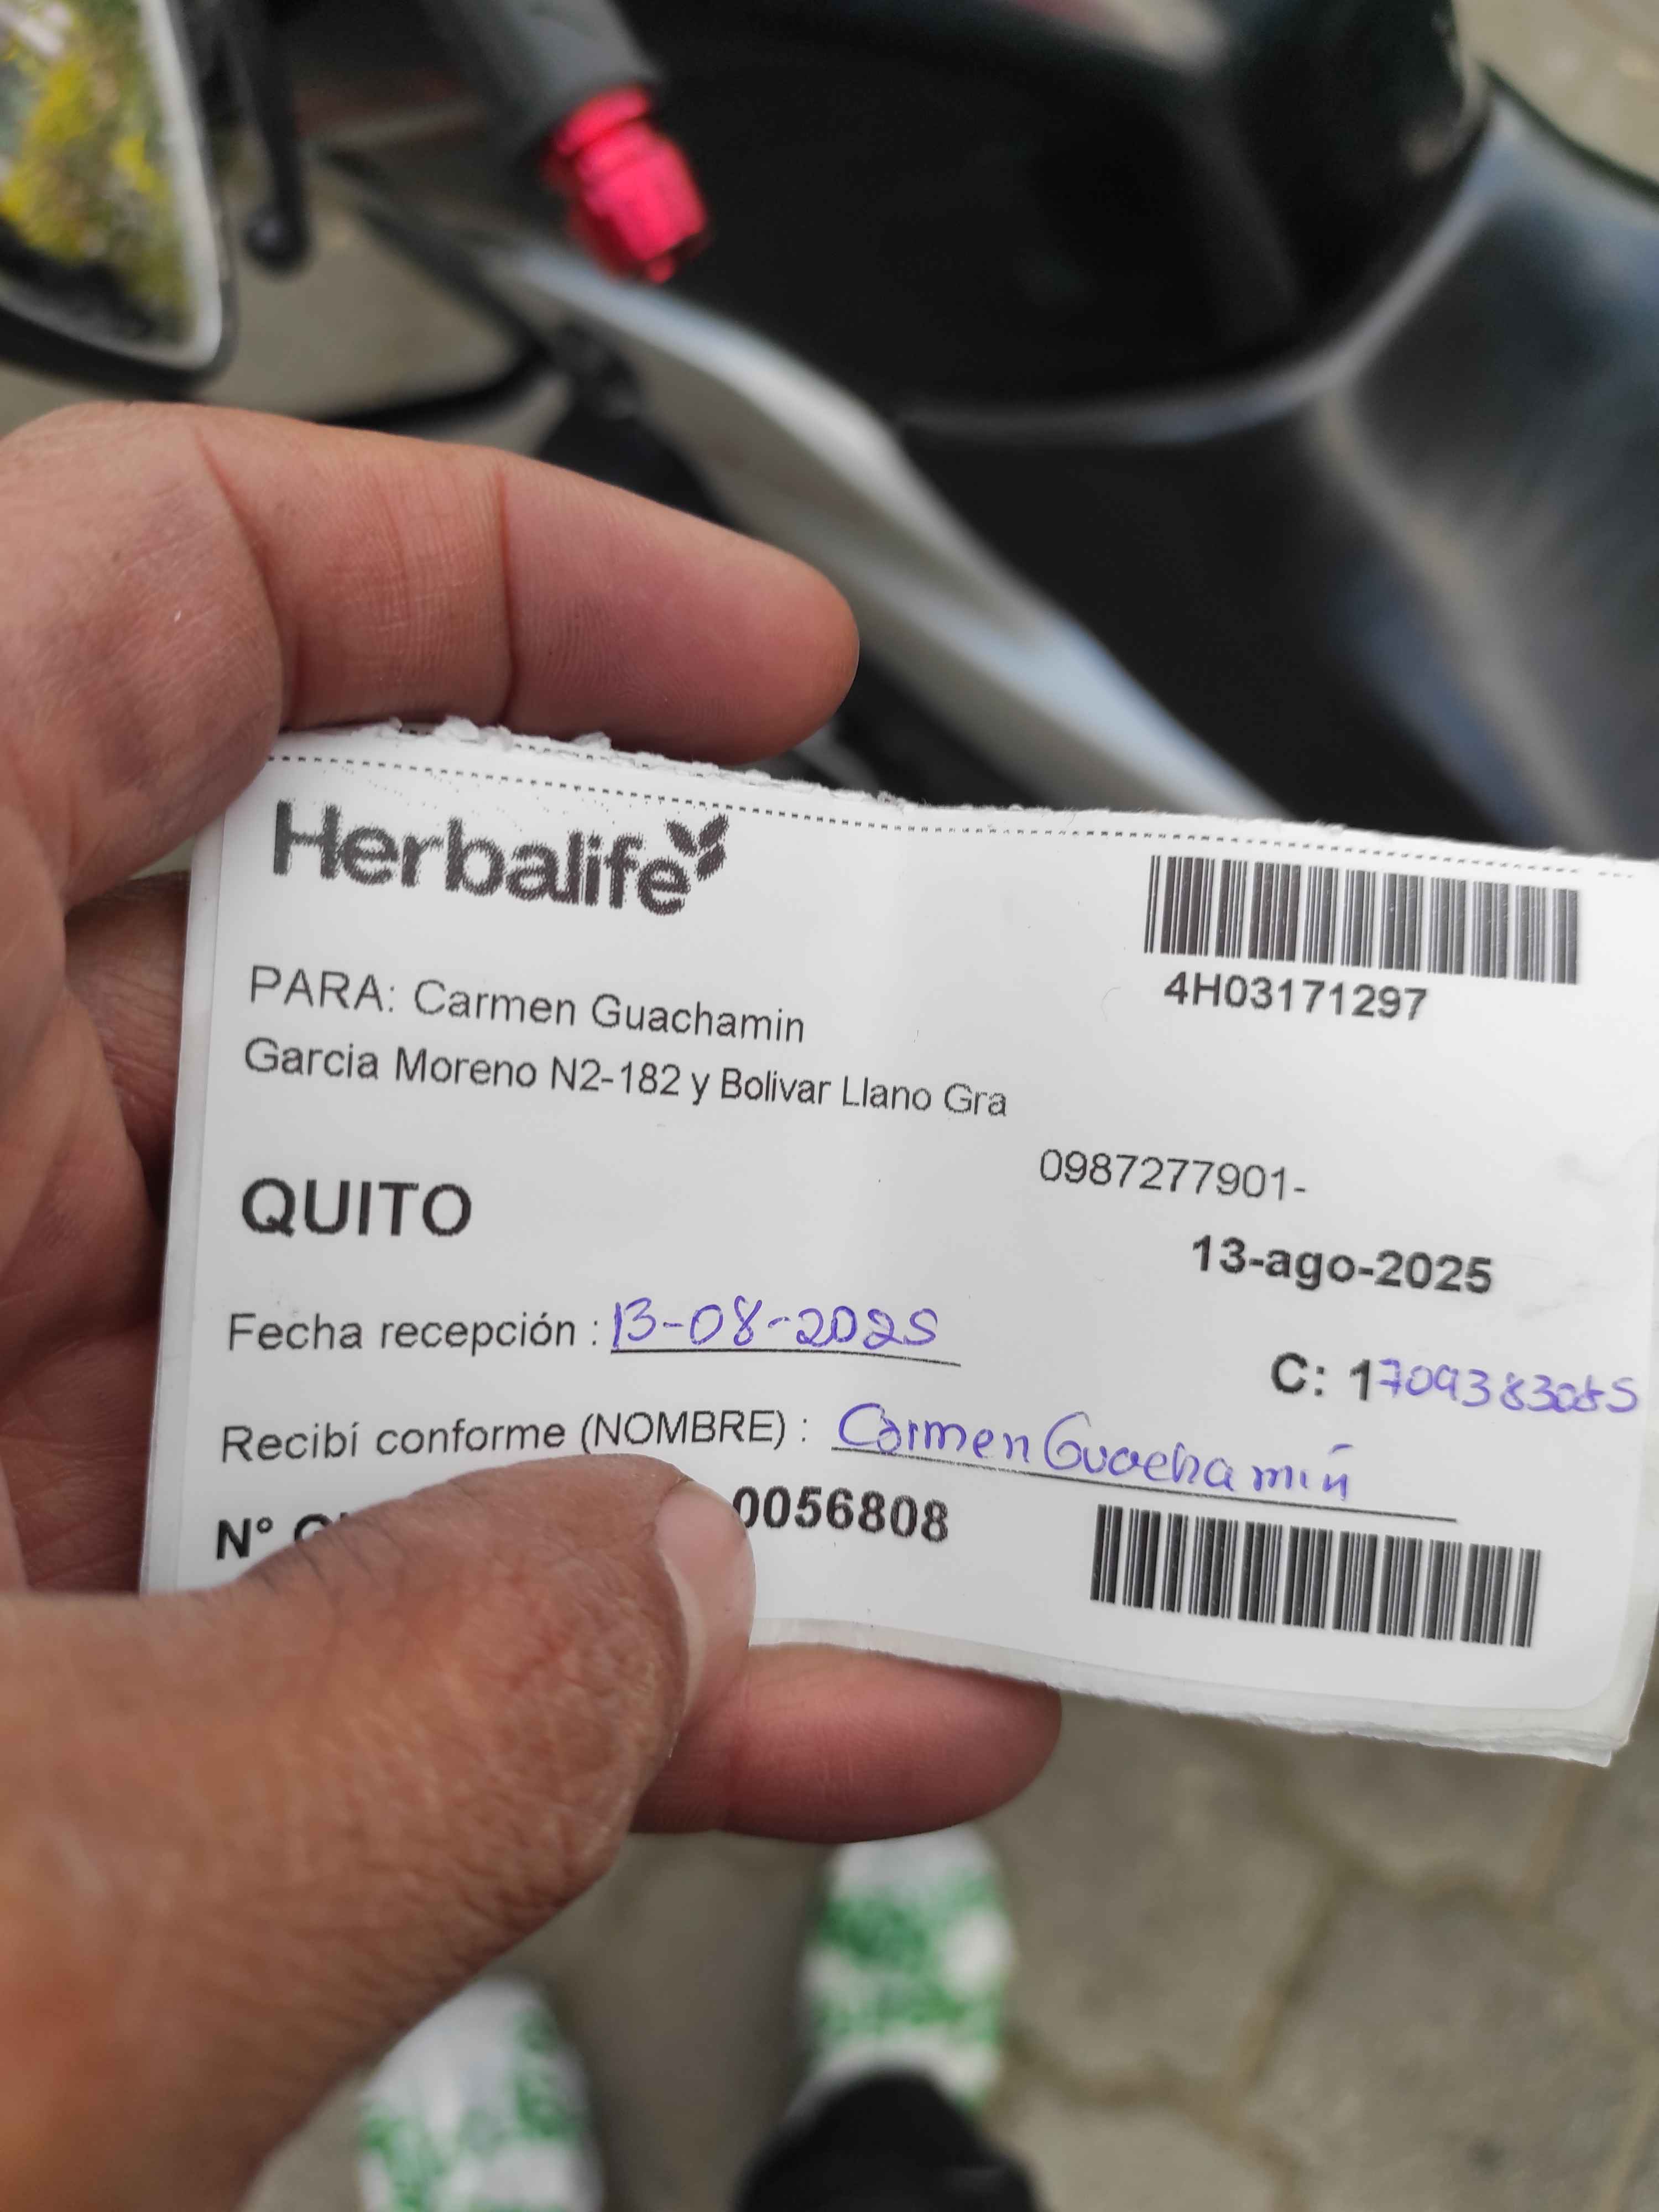 Herbalife
4H03171297
PARA: Carmen Guachamin
Garcia Moreno N2-182 y Bolivar Llano Gra
0987277901-
QUITO
13-ago-2025
Fecha recepción : 13-08-2025
C: 1709383085
Recibí conforme (NOMBRE) : Carmen Guachamin
N° 0056808